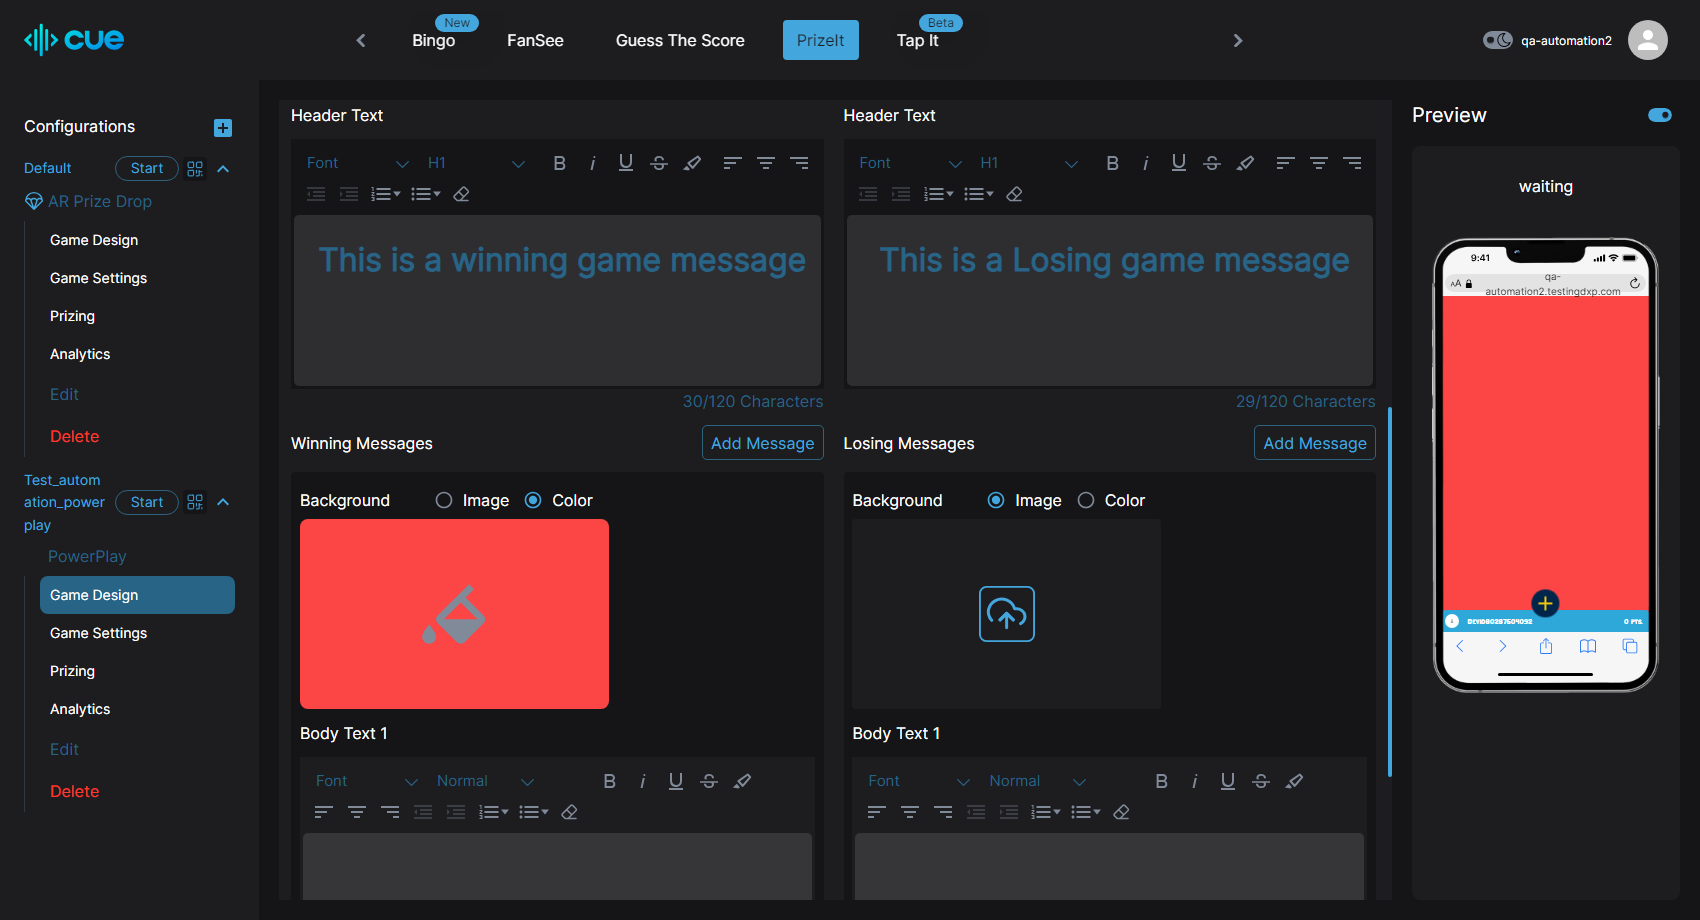 cue
New
Bingo
FanSee
Guess The Score
PrizeIt
Beta
Tap It
qa-automation2
Configurations
Default
Start
AR Prize Drop
Game Design
Game Settings
Prizing
Analytics
Edit
Delete
Test_autom
ation_power
play
Start
PowerPlay
Game Design
Game Settings
Prizing
Analytics
Edit
Delete
Header Text
Font
H1
B
i
U
S
This is a winning game message
30/120 Characters
Winning Messages
Add Message
Background
Image
Color
Body Text 1
Font
Normal
B
i
U
S
Header Text
Font
H1
B
i
U
S
This is a Losing game message
29/120 Characters
Losing Messages
Add Message
Background
Image
Color
Body Text 1
Font
Normal
B
i
U
S
Preview
waiting
9:41
AA
qa-
automation2.testingdxp.com
0 PTS.